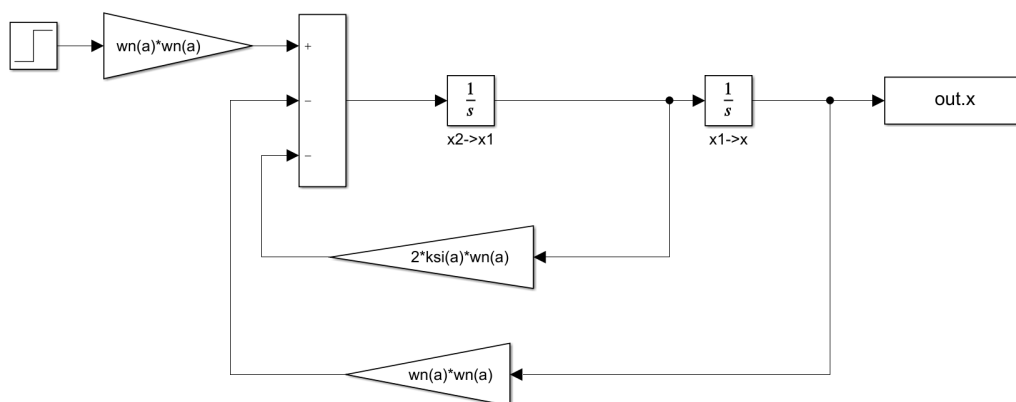 wn(a)*wn(a)
+
−
−
1
s
x2->x1
1
s
x1->x
out.x
2*ksi(a)*wn(a)
wn(a)*wn(a)